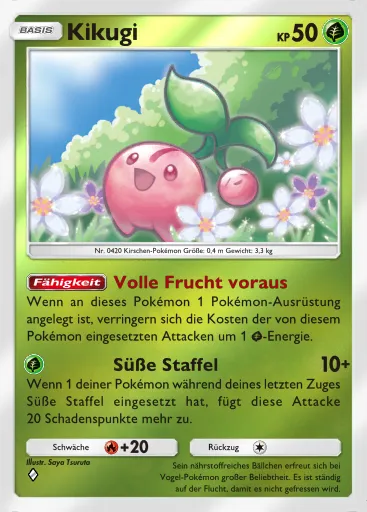 BASIS Kikugi KP 50
Nr. 0420 Kirschen-Pokémon Größe: 0,4 m Gewicht: 3,3 kg
Fähigkeit Volle Frucht voraus
Wenn an dieses Pokémon 1 Pokémon-Ausrüstung
angelegt ist, verringern sich die Kosten der von diesem
Pokémon eingesetzten Attacken um 1 -Energie.
Süße Staffel 10+
Wenn 1 deiner Pokémon während deines letzten Zuges
Süße Staffel eingesetzt hat, fügt diese Attacke
20 Schadenspunkte mehr zu.
Schwäche +20 Rückzug
Illustr. Saya Tsuruta
Sein nährstoffreiches Bällchen erfreut sich bei
Vogel-Pokémon großer Beliebtheit. Es ist ständig
auf der Flucht, damit es nicht gefressen wird.